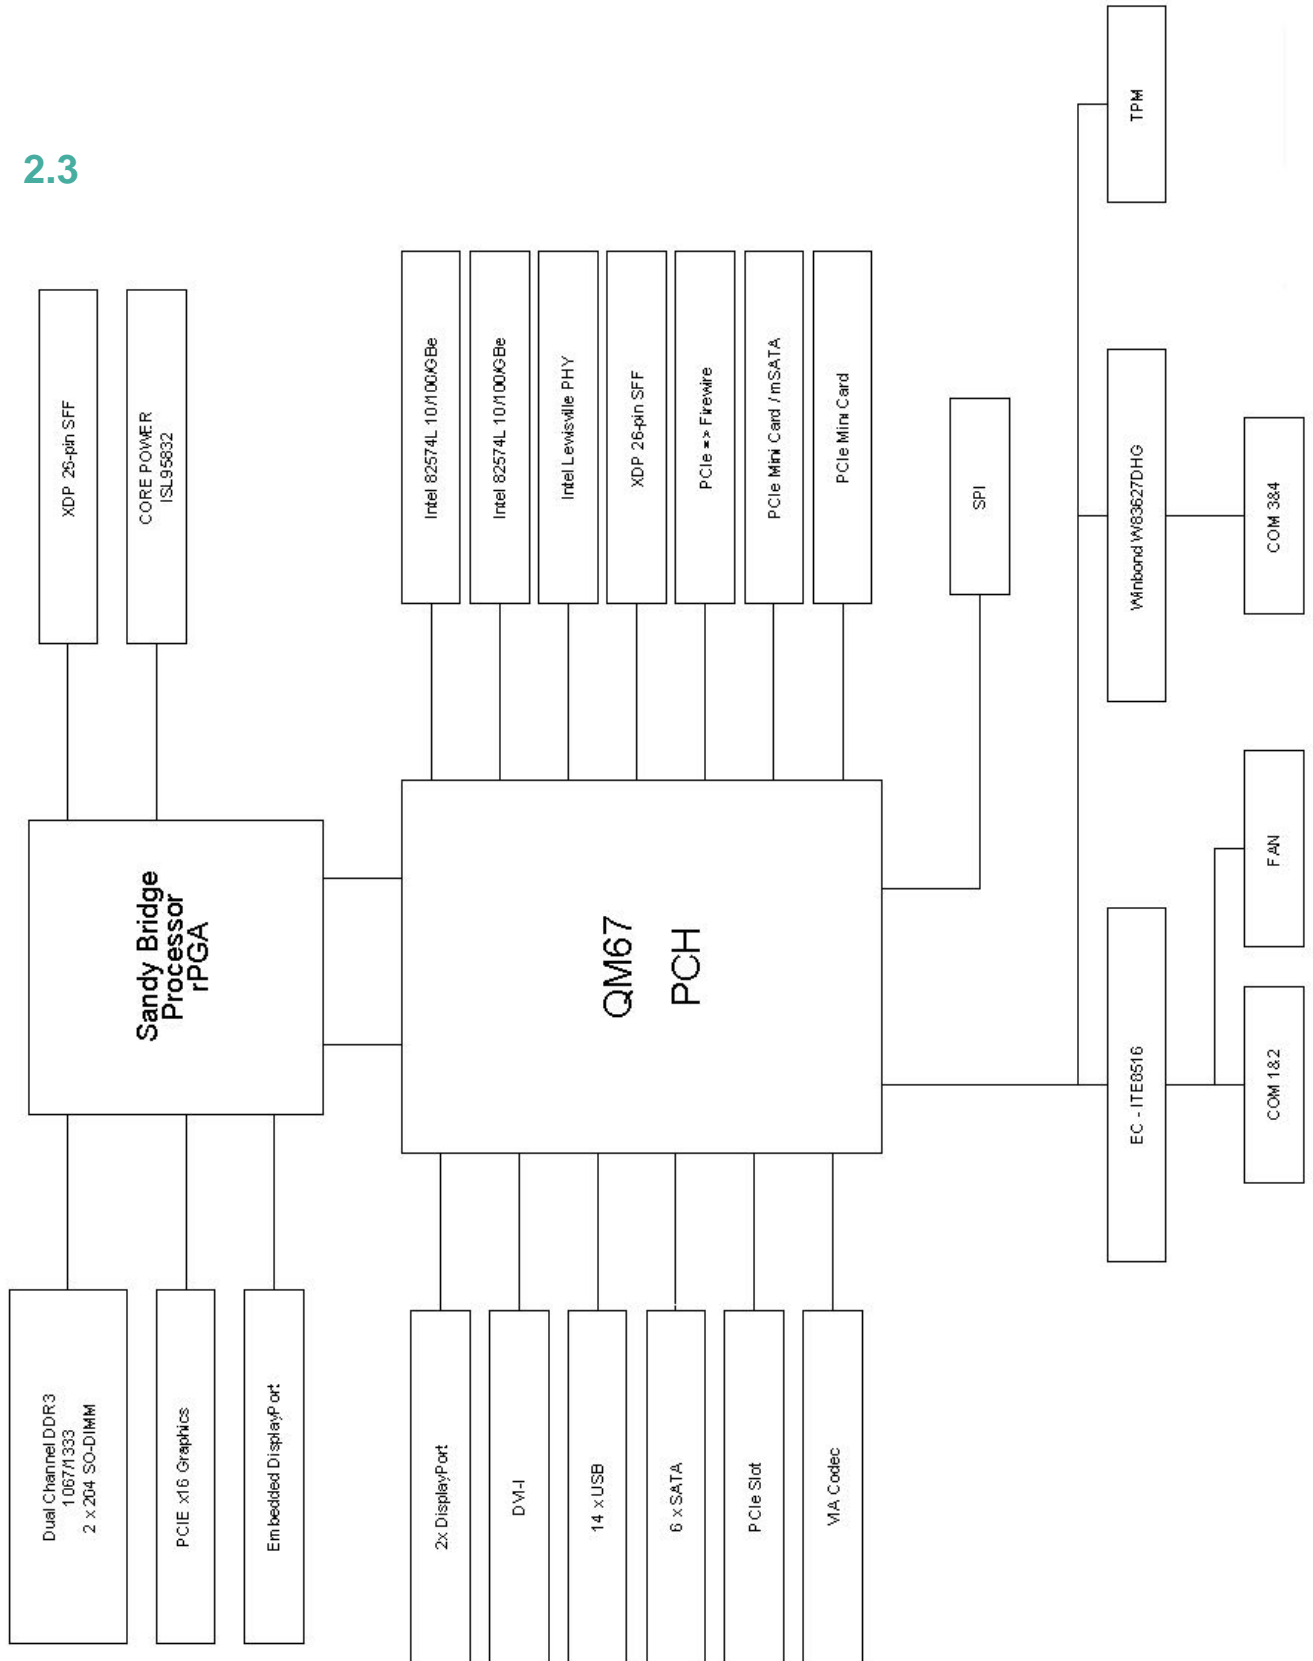 2.3
XDP 26-pin SFF
CORE POWER
ISL95832
Sandy Bridge
Processor
rPGA
Dual Channel DDR3
1067/1333
2 x 204 SO-DIMM
PCIE x16 Graphics
Embedded DisplayPort
Intel 82574L 10/100/GBe
Intel 82574L 10/100/GBe
Intel Lewisville PHY
XDP 26-pin SFF
PCIe => Firewire
PCIe Mini Card / mSATA
PCIe Mini Card
QM67
PCH
2x DisplayPort
DVI-I
14 x USB
6 x SATA
PCIe Slot
VIA Codec
SPI
TPM
Winbond W83627DHG
EC - ITE8516
COM 3&4
FAN
COM 1&2